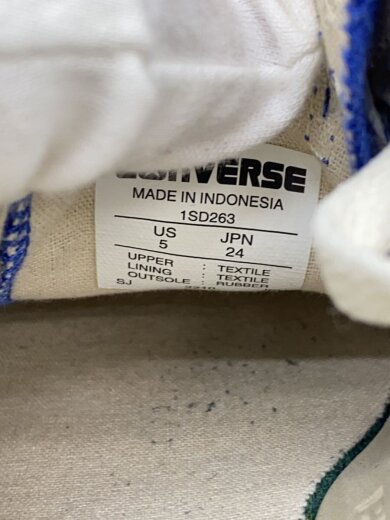 CONVERSE
MADE IN INDONESIA
1SD263
US JPN
5 24
UPPER : TEXTILE
LINING : TEXTILE
OUTSOLE : RUBBER
SJ